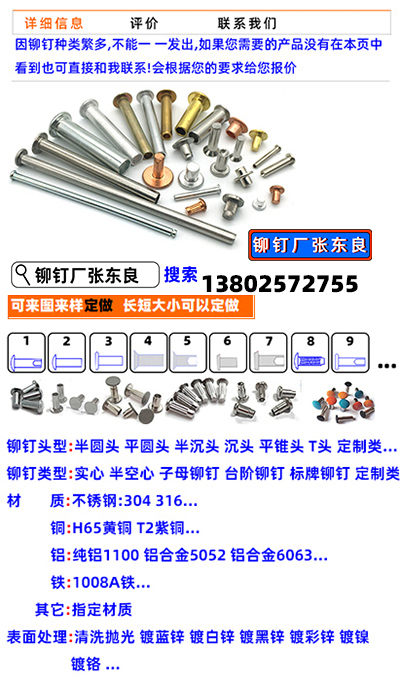 详细信息 评价 联系我们
因铆钉种类繁多,不能一 一发出,如果您需要的产品没有在本页中
看到也可直接和我联系!会根据您的要求给您报价
铆钉厂张东良
铆钉厂张东良 搜索 13802572755
可来图来样定做 长短大小可以定做
1 2 3 4 5 6 7 8 9
...
铆钉头型:半圆头 平圆头 半沉头 沉头 平锥头 T头 定制类...
铆钉类型:实心 半空心 子母铆钉 台阶铆钉 标牌铆钉 定制类
材 质:不锈钢:304 316...
铜:H65黄铜 T2紫铜...
铝:纯铝1100 铝合金5052 铝合金6063...
铁:1008A铁...
其它:指定材质
表面处理:清洗抛光 镀蓝锌 镀白锌 镀黑锌 镀彩锌 镀镍
镀铬 ...